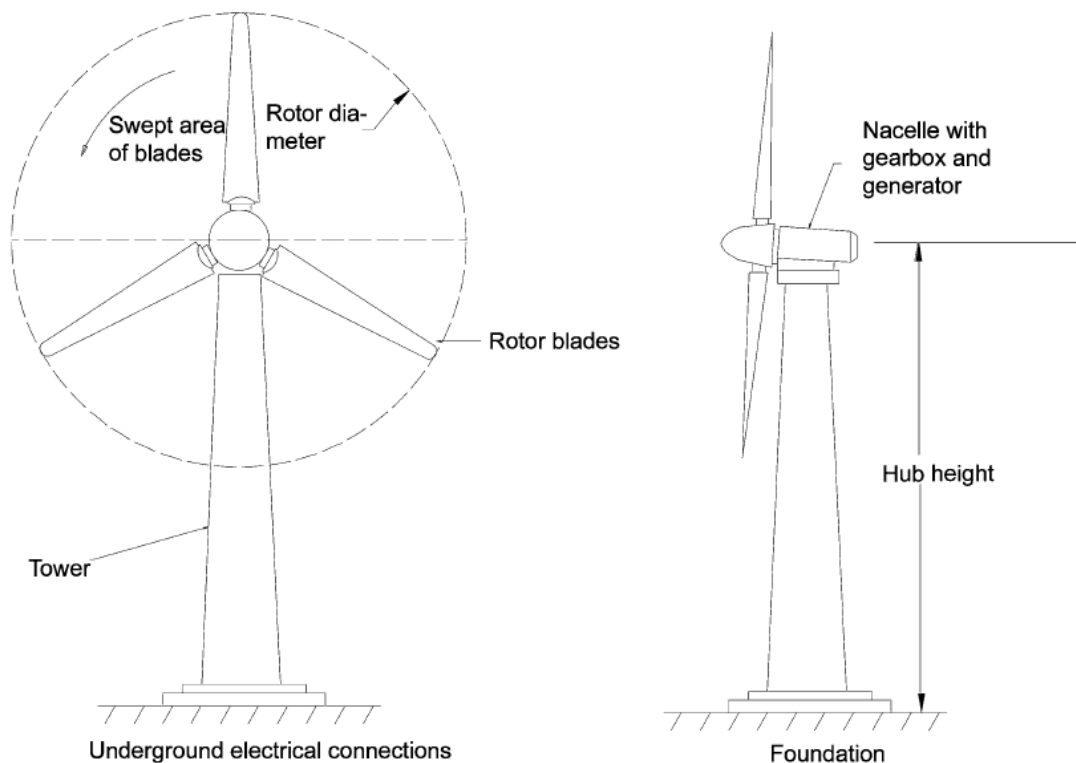 Swept area
of blades
Rotor dia-
meter
Rotor blades
Tower
Underground electrical connections
Nacelle with
gearbox and
generator
Hub height
Foundation